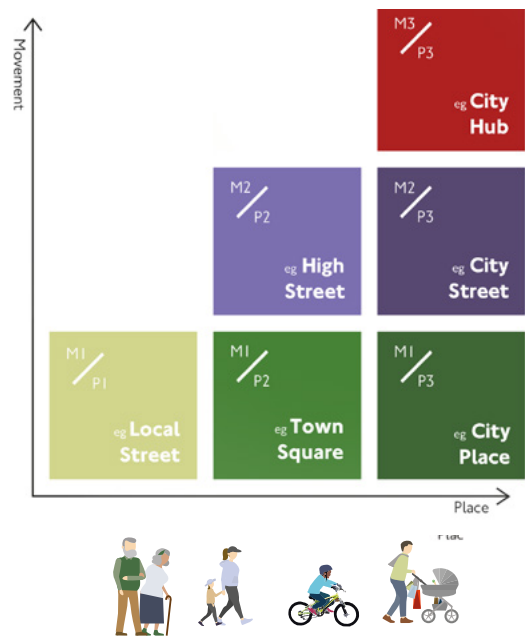 Movement
M3
P3
eg City
Hub
M2
P2
eg High
Street
M2
P3
eg City
Street
M1
P1
eg Local
Street
M1
P2
eg Town
Square
M1
P3
eg City
Place
Place
Plac